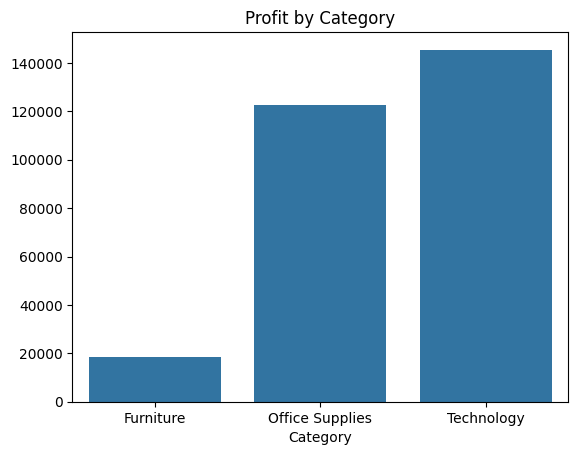 Profit by Category
140000
120000
100000
80000
60000
40000
20000
0
Furniture
Office Supplies
Technology
Category